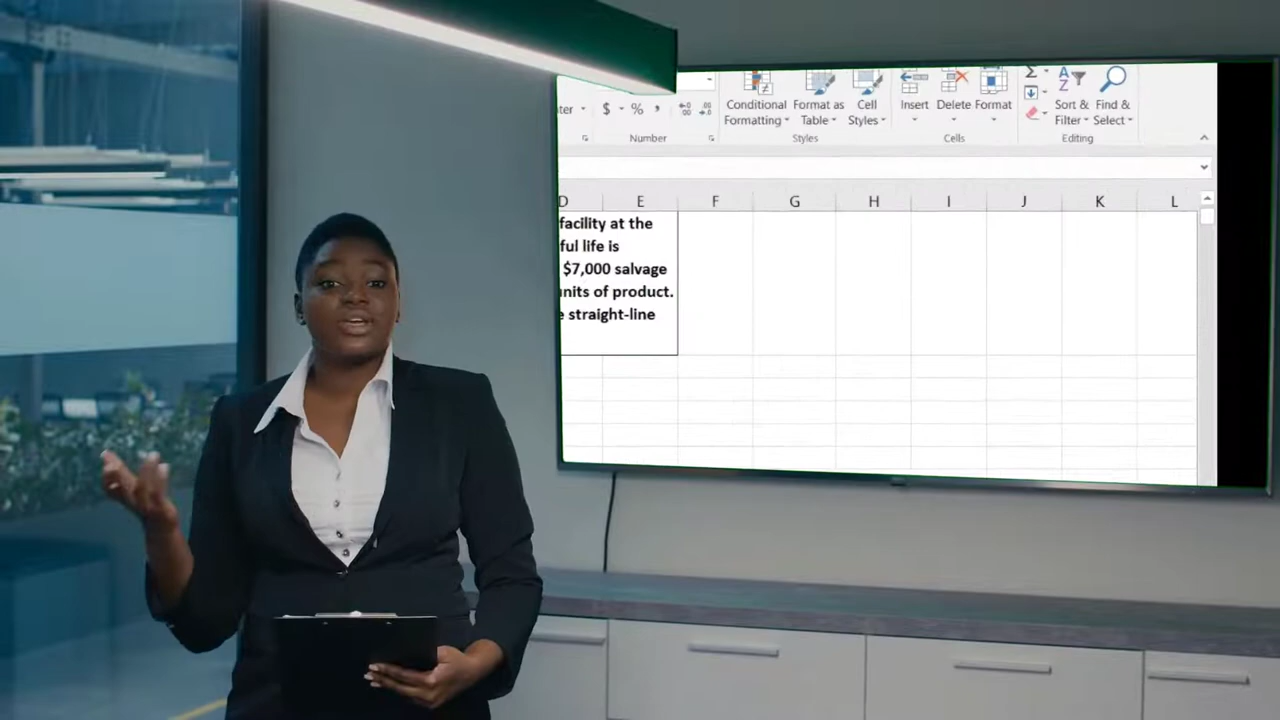 $ % ,
Conditional Format as Cell Insert Delete Format Sort & Find &
Formatting Table Styles Filter Select
Number Styles Cells Editing
E F G H I J K L
facility at the
ful life is
$7,000 salvage
units of product.
straight-line